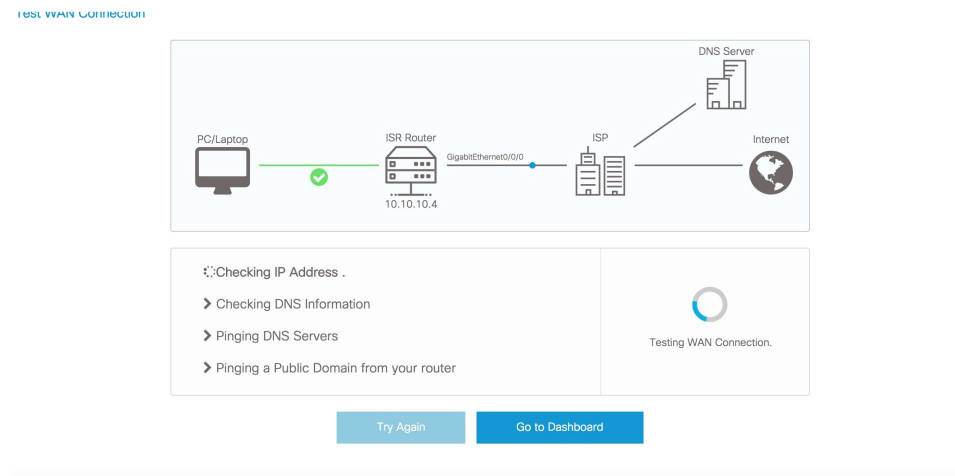 Test WAN Connection
DNS Server
PC/Laptop
ISR Router
ISP
Internet
GigabitEthernet0/0/0
10.10.10.4
Checking IP Address .
Checking DNS Information
Pinging DNS Servers
Pinging a Public Domain from your router
Testing WAN Connection.
Try Again
Go to Dashboard